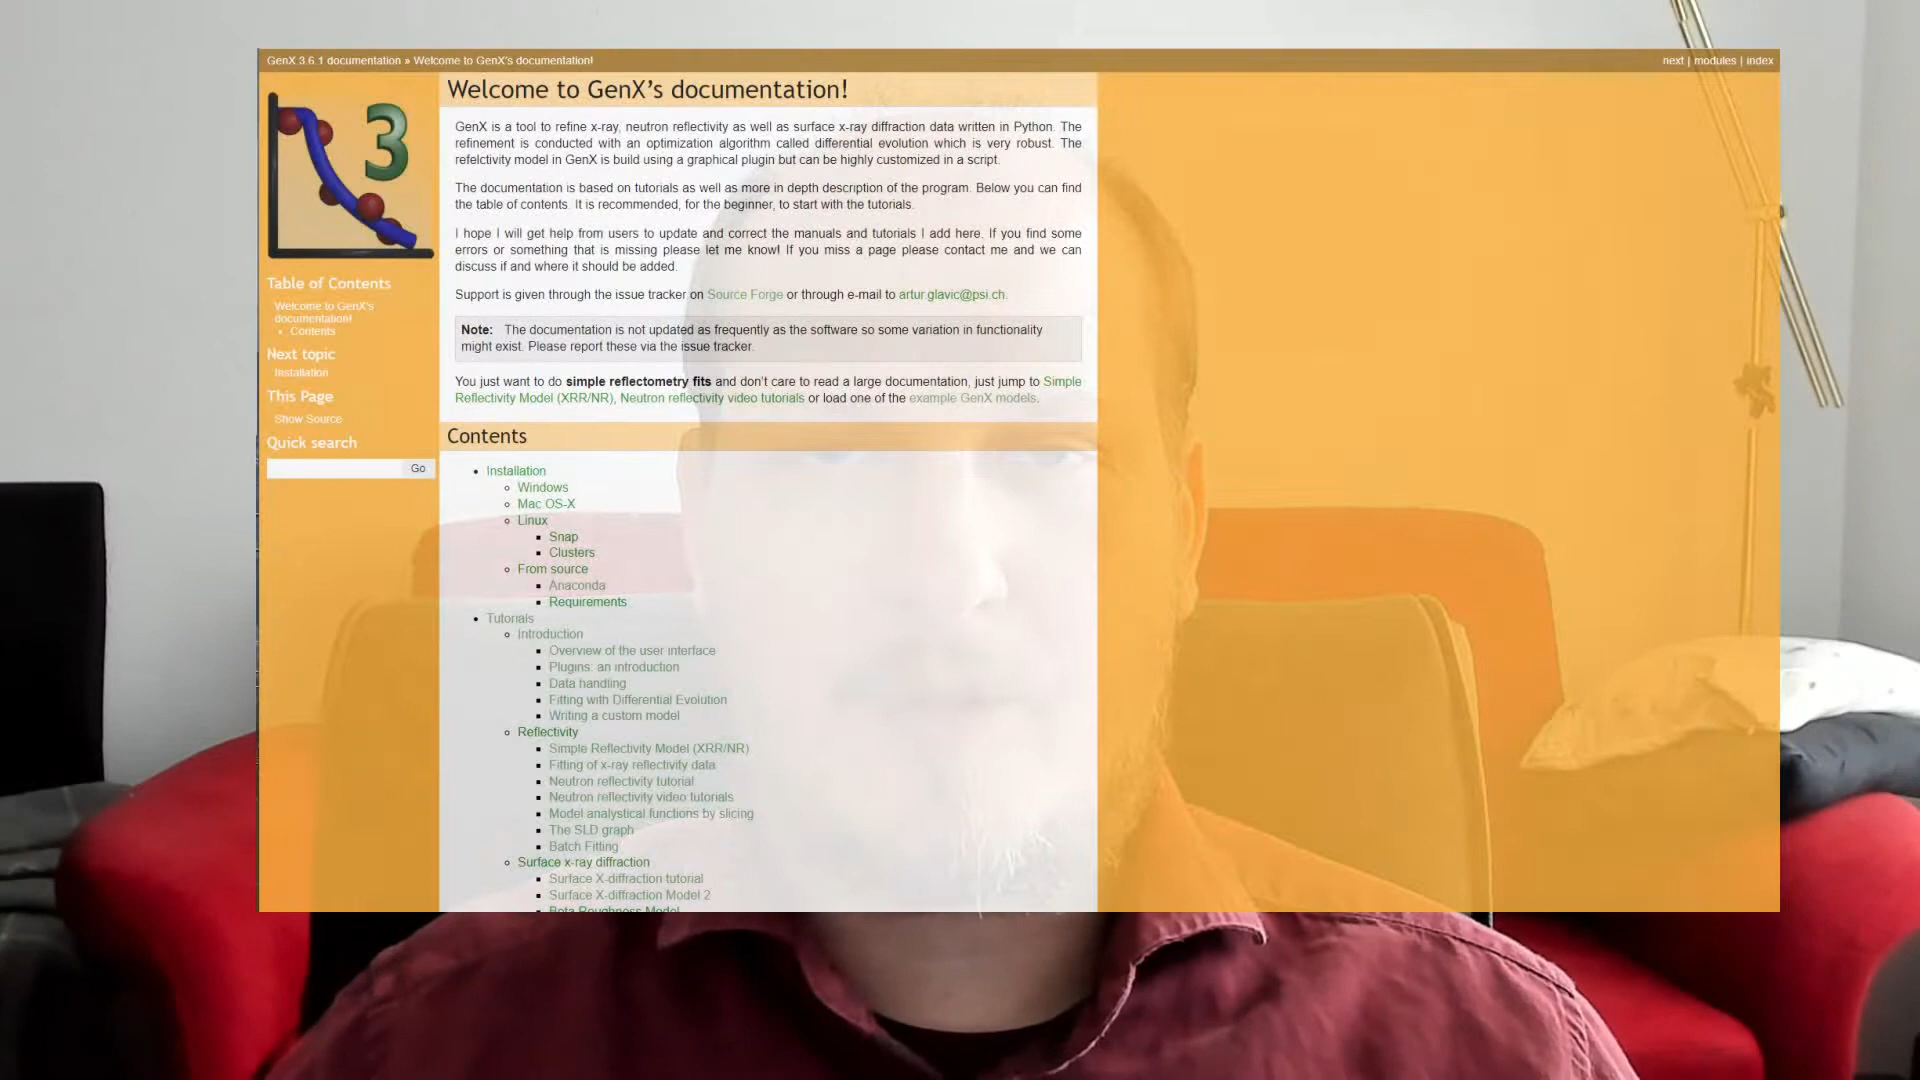 GenX 3.6.1 documentation » Welcome to GenX's documentation!
next | modules | index
3
Table of Contents
Welcome to GenX's
documentation!
Contents
Next topic
Installation
This Page
Show Source
Quick search
Go
Welcome to GenX's documentation!
GenX is a tool to refine x-ray, neutron reflectivity as well as surface x-ray diffraction data written in Python. The
refinement is conducted with an optimization algorithm called differential evolution which is very robust. The
refelctivity model in GenX is build using a graphical plugin but can be highly customized in a script.
The documentation is based on tutorials as well as more in depth description of the program. Below you can find
the table of contents. It is recommended, for the beginner, to start with the tutorials.
I hope I will get help from users to update and correct the manuals and tutorials I add here. If you find some
errors or something that is missing please let me know! If you miss a page please contact me and we can
discuss if and where it should be added.
Support is given through the issue tracker on Source Forge or through e-mail to artur.glavic@psi.ch.
Note: The documentation is not updated as frequently as the software so some variation in functionality
might exist. Please report these via the issue tracker.
You just want to do simple reflectometry fits and don't care to read a large documentation, just jump to Simple
Reflectivity Model (XRR/NR), Neutron reflectivity video tutorials or load one of the example GenX models.
Contents
Installation
Windows
Mac OS-X
Linux
Snap
Clusters
From source
Anaconda
Requirements
Tutorials
Introduction
Overview of the user interface
Plugins: an introduction
Data handling
Fitting with Differential Evolution
Writing a custom model
Reflectivity
Simple Reflectivity Model (XRR/NR)
Fitting of x-ray reflectivity data
Neutron reflectivity tutorial
Neutron reflectivity video tutorials
Model analystical functions by slicing
The SLD graph
Batch Fitting
Surface x-ray diffraction
Surface X-diffraction tutorial
Surface X-diffraction Model 2
Beta Roughness Model